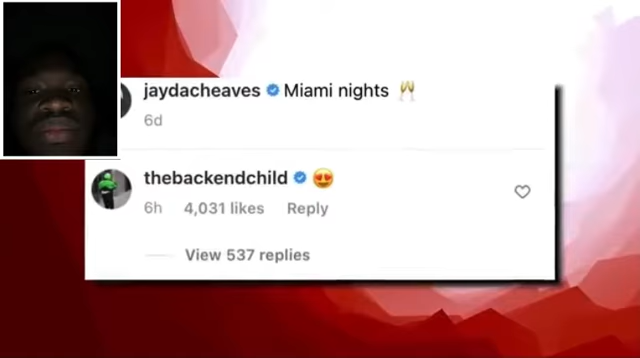 jaydacheaves Miami nights 🥂
6d
thebackendchild 😍
6h 4,031 likes Reply
View 537 replies